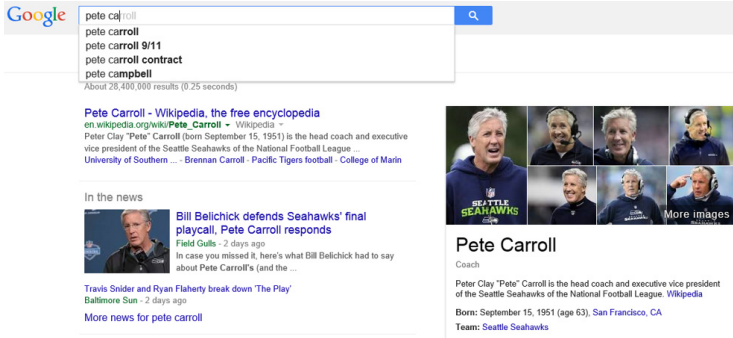 Google
pete carroll
pete carroll
pete carroll 9/11
pete carroll contract
pete campbell
About 28,400,000 results (0.25 seconds)
Pete Carroll - Wikipedia, the free encyclopedia
en.wikipedia.org/wiki/Pete_Carroll ▾ Wikipedia ▾
Peter Clay "Pete" Carroll (born September 15, 1951) is the head coach and executive
vice president of the Seattle Seahawks of the National Football League ...
University of Southern ... - Brennan Carroll - Pacific Tigers football - College of Marin
In the news
Bill Belichick defends Seahawks' final
playcall, Pete Carroll responds
Field Gulls - 2 days ago
In case you missed it, here's what Bill Belichick had to say
about Pete Carroll's (and the ...
Travis Snider and Ryan Flaherty break down 'The Play'
Baltimore Sun - 2 days ago
More news for pete carroll
SEATTLE
SEAHAWKS
More images
Pete Carroll
Coach
Peter Clay "Pete" Carroll is the head coach and executive vice president
of the Seattle Seahawks of the National Football League. Wikipedia
Born: September 15, 1951 (age 63), San Francisco, CA
Team: Seattle Seahawks